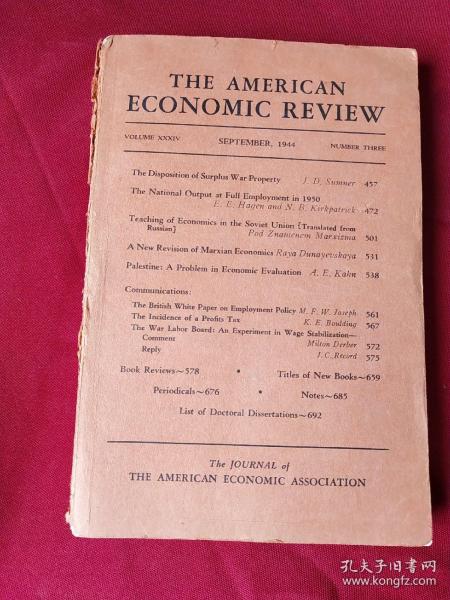 THE AMERICAN
ECONOMIC REVIEW
VOLUME XXXIV SEPTEMBER, 1944 NUMBER THREE
The Disposition of Surplus War Property J. D. Sumner 457
The National Output at Full Employment in 1950
E. E. Hagen and N. B. Kirkpatrick 472
Teaching of Economics in the Soviet Union [Translated from
Russian] Pod Znamenem Marxizma 501
A New Revision of Marxian Economics Raya Dunayevskaya 531
Palestine: A Problem in Economic Evaluation A. E. Kahn 538
Communications:
The British White Paper on Employment Policy M. F. W. Joseph 561
The Incidence of a Profits Tax K. E. Boulding 567
The War Labor Board: An Experiment in Wage Stabilization—
Comment Milton Derber 572
Reply J. C. Record 575
Book Reviews~578 • Titles of New Books~659
Periodicals~676 • Notes~685
List of Doctoral Dissertations~692
The JOURNAL of
THE AMERICAN ECONOMIC ASSOCIATION
孔夫子旧书网
www.kongfz.com